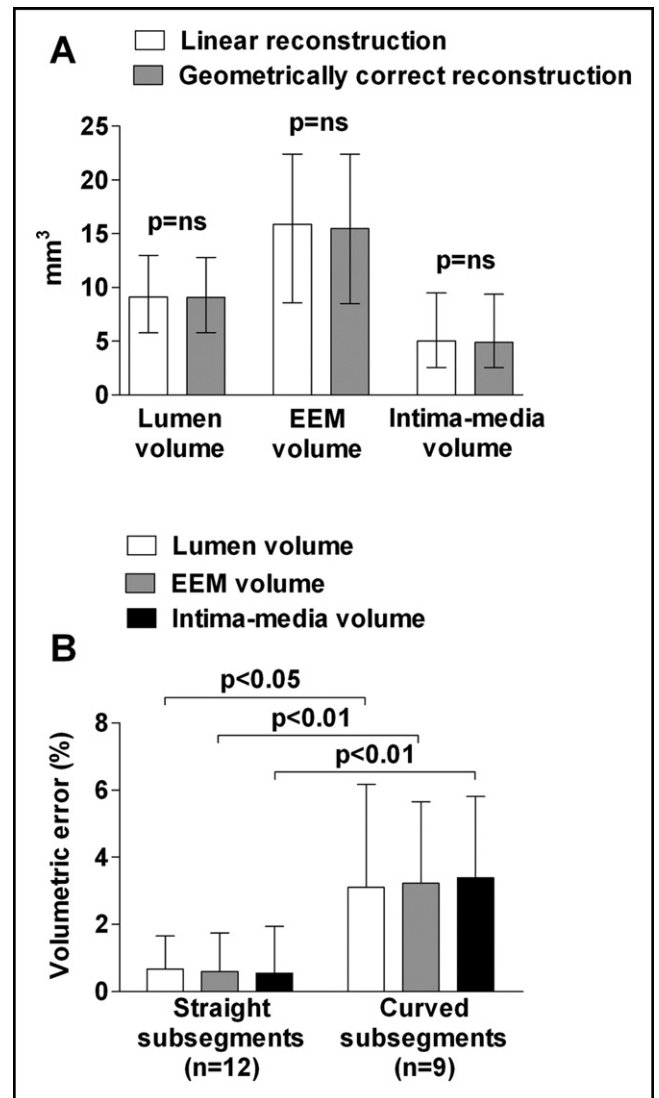 A
Linear reconstruction
Geometrically correct reconstruction
25
20
15
10
5
0
mm³
p=ns
p=ns
p=ns
Lumen volume
EEM volume
Intima-media volume
Lumen volume
EEM volume
Intima-media volume
B
p<0.05
p<0.01
p<0.01
8
6
4
2
0
Volumetric error (%)
Straight subsegments (n=12)
Curved subsegments (n=9)